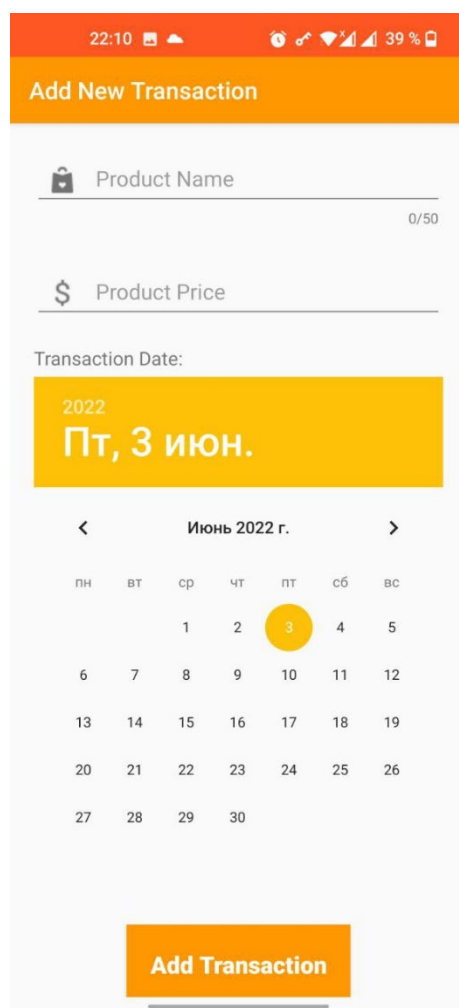 22:10 39 %
Add New Transaction
Product Name
0/50
$ Product Price
Transaction Date:
2022
Пт, 3 июн.
Июнь 2022 г.
пн вт ср чт пт сб вс
1 2 3 4 5
6 7 8 9 10 11 12
13 14 15 16 17 18 19
20 21 22 23 24 25 26
27 28 29 30
Add Transaction